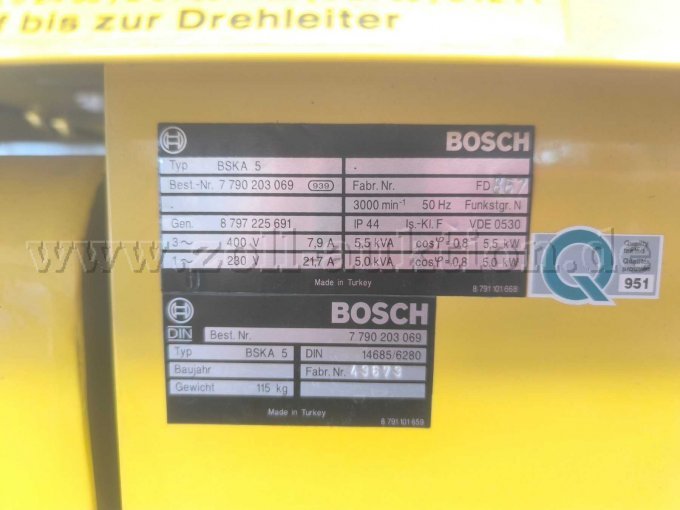 f bis zur Drehleiter
BOSCH
Typ BSKA 5 .
Best.-Nr. 7 790 203 069 939 Fabr. Nr. FD 867
. 3000 min⁻¹ 50 Hz Funkstgr. N
Gen. 8 797 225 691 IP 44 Is.-Kl. F VDE 0530
3~ 400 V 7,9 A 5,5 kVA cosφ=0,8 5,5 kW
1~ 230 V 21,7 A 5,0 kVA cosφ=0,8 5,0 kW
Made in Turkey 8 791 101 668
Q
951
BOSCH
DIN Best. Nr. 7 790 203 069
Typ BSKA 5 DIN 14685/6280
Baujahr Fabr. Nr. 49679
Gewicht 115 kg
Made in Turkey 8 791 101 659